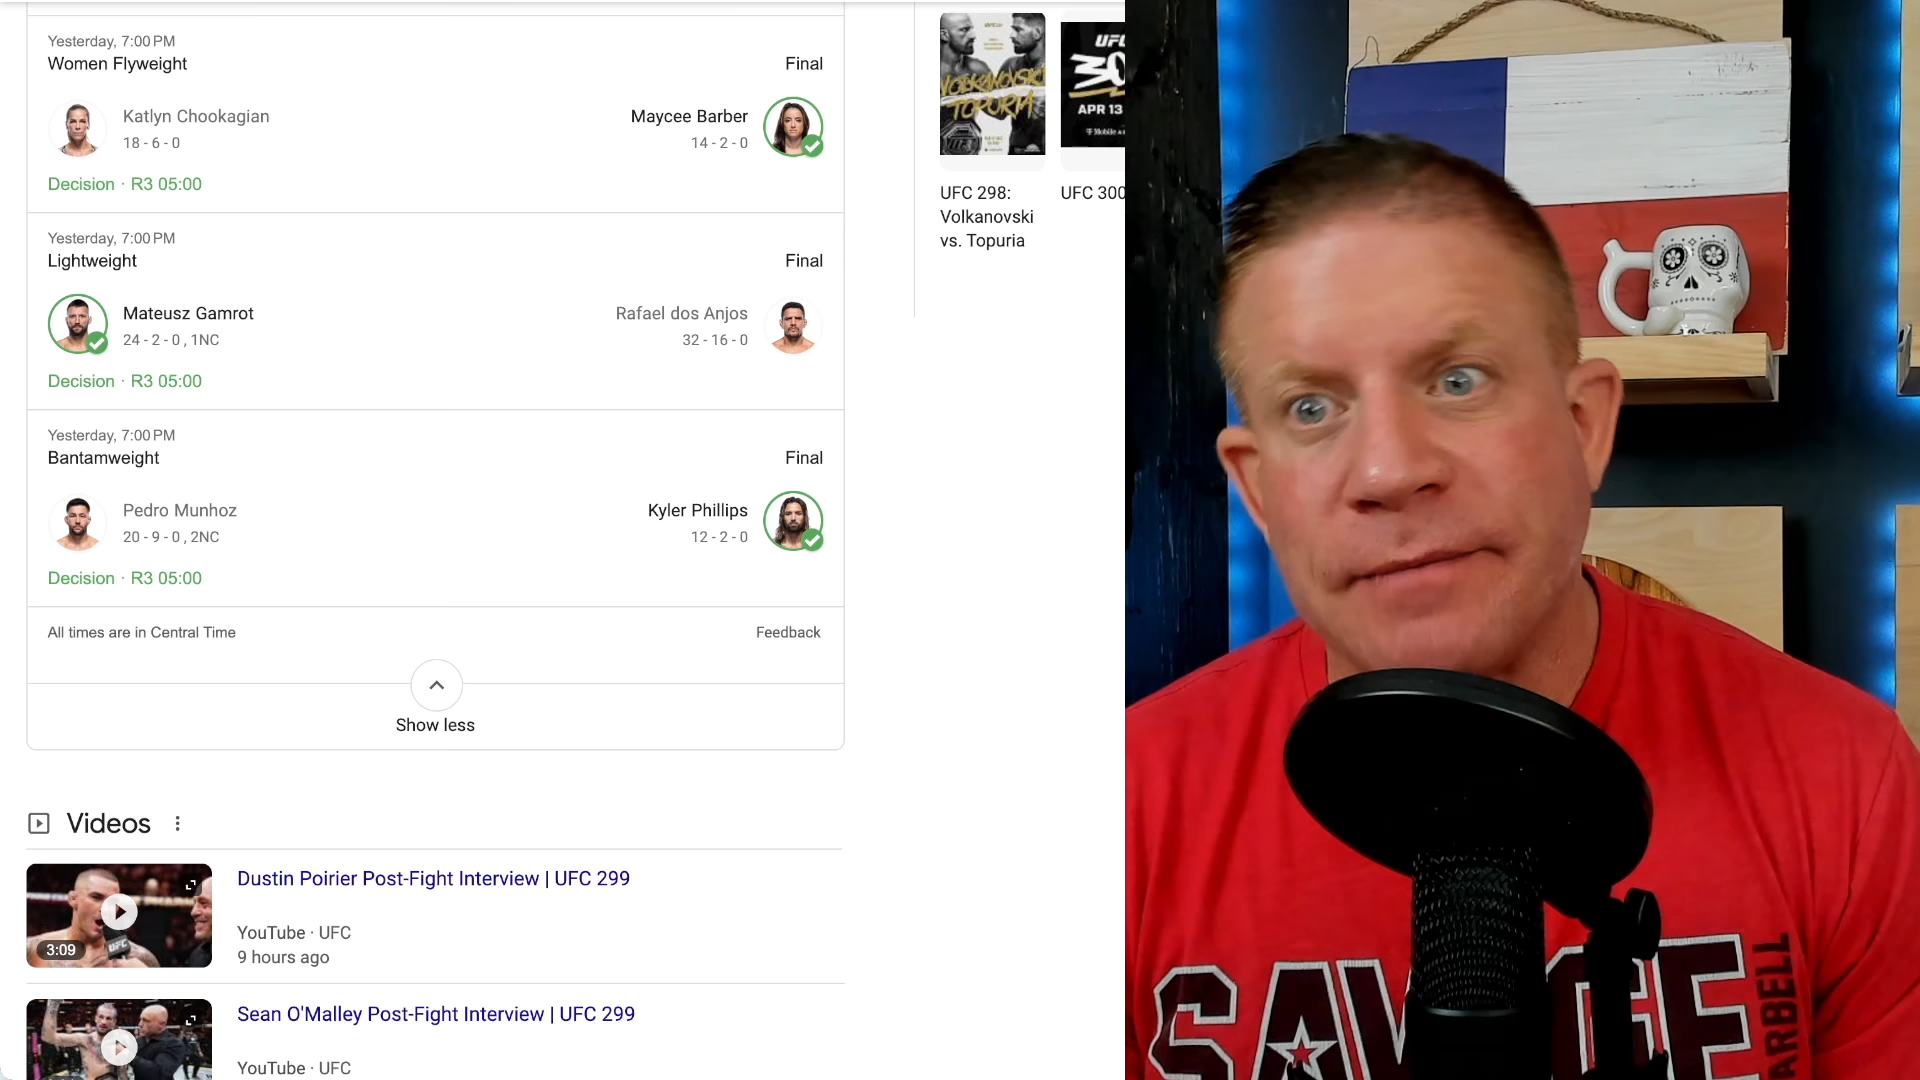 Yesterday, 7:00 PM
Women Flyweight
Final
Katlyn Chookagian
18 - 6 - 0
Maycee Barber
14 - 2 - 0
Decision · R3 05:00
Yesterday, 7:00 PM
Lightweight
Final
Mateusz Gamrot
24 - 2 - 0 , 1NC
Rafael dos Anjos
32 - 16 - 0
Decision · R3 05:00
Yesterday, 7:00 PM
Bantamweight
Final
Pedro Munhoz
20 - 9 - 0 , 2NC
Kyler Phillips
12 - 2 - 0
Decision · R3 05:00
All times are in Central Time
Feedback
Show less
Videos
Dustin Poirier Post-Fight Interview | UFC 299
YouTube · UFC
9 hours ago
3:09
UFC
Sean O'Malley Post-Fight Interview | UFC 299
YouTube · UFC
VOLKANOVSKI
TOPURIA
UFC 298:
Volkanovski
vs. Topuria
APR 13
UFC 300